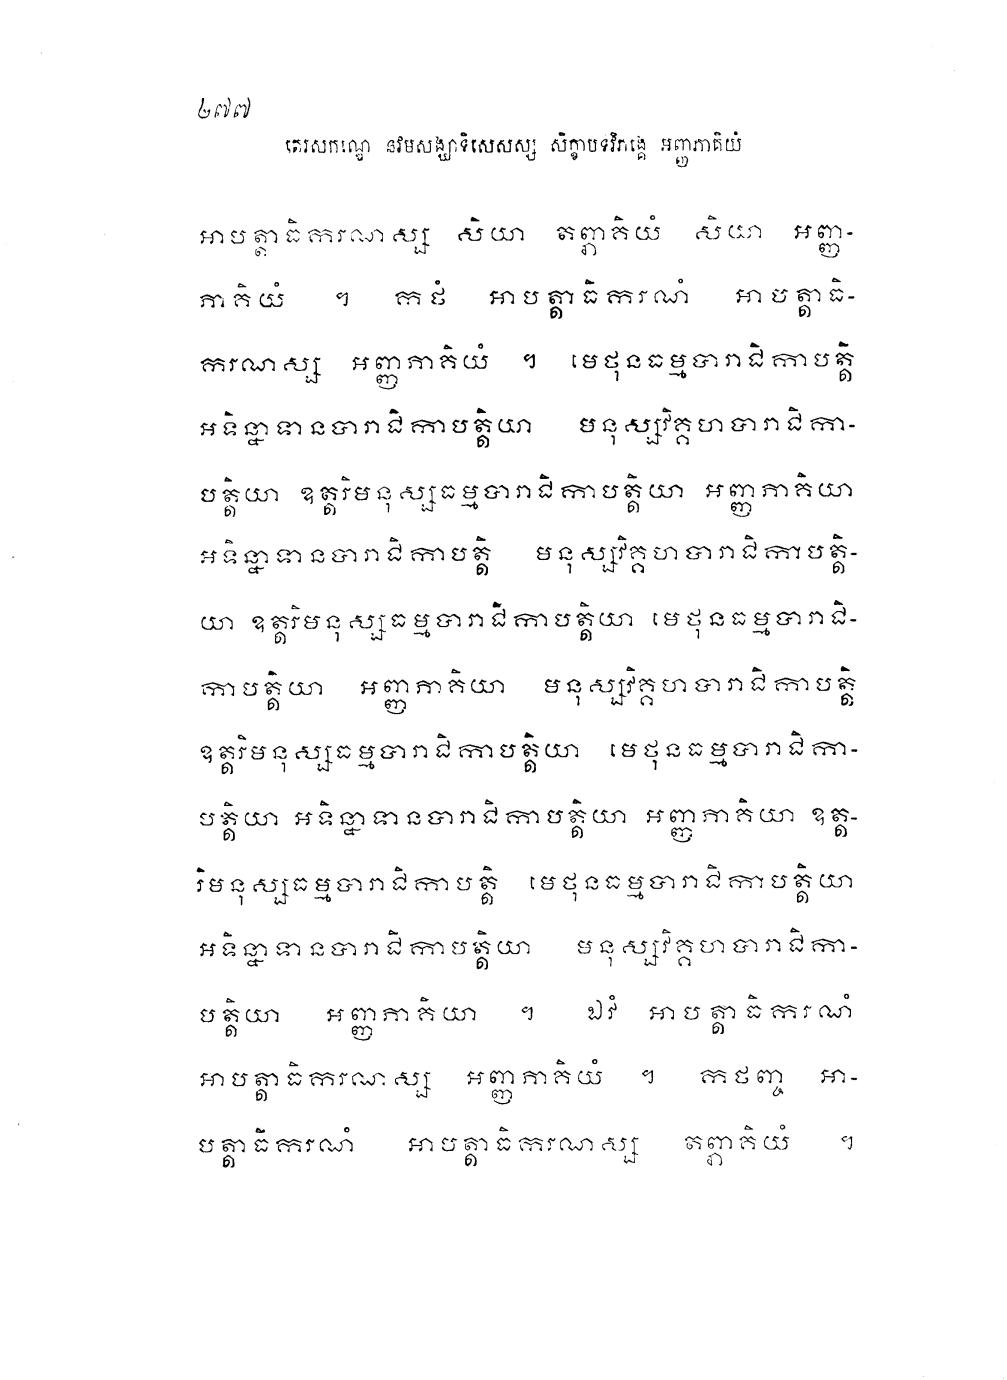 ២៧៧
តេរសកណ្ឌេ នវមសង្ឃាទិសេសស្ស សិក្ខាបទវិភង្គេ អញ្ញភាគិយំ
អាបត្តាធិករណស្ស សិយា តព្ភាគិយំ សិយា អញ្ញ-
ភាគិយំ ។ កថំ អាបត្តាធិករណំ អាបត្តាធិ-
ករណស្ស អញ្ញភាគិយំ ។ មេថុនធម្មបារាជិកាបត្តិ
អទិន្នាទានបារាជិកាបត្តិយា មនុស្សវិគ្គហបារាជិកា-
បត្តិយា ឧត្តរិមនុស្សធម្មបារាជិកាបត្តិយា អញ្ញភាគិយា
អទិន្នាទានបារាជិកាបត្តិ មនុស្សវិគ្គហបារាជិកាបត្តិ-
យា ឧត្តរិមនុស្សធម្មបារាជិកាបត្តិយា មេថុនធម្មបារាជិ-
កាបត្តិយា អញ្ញភាគិយា មនុស្សវិគ្គហបារាជិកាបត្តិ
ឧត្តរិមនុស្សធម្មបារាជិកាបត្តិយា មេថុនធម្មបារាជិកា-
បត្តិយា អទិន្នាទានបារាជិកាបត្តិយា អញ្ញភាគិយា ឧត្ត-
រិមនុស្សធម្មបារាជិកាបត្តិ មេថុនធម្មបារាជិកាបត្តិយា
អទិន្នាទានបារាជិកាបត្តិយា មនុស្សវិគ្គហបារាជិកា-
បត្តិយា អញ្ញភាគិយា ។ ឯវំ អាបត្តាធិករណំ
អាបត្តាធិករណស្ស អញ្ញភាគិយំ ។ កថញ្ច អា-
បត្តាធិករណំ អាបត្តាធិករណស្ស តព្ភាគិយំ ។